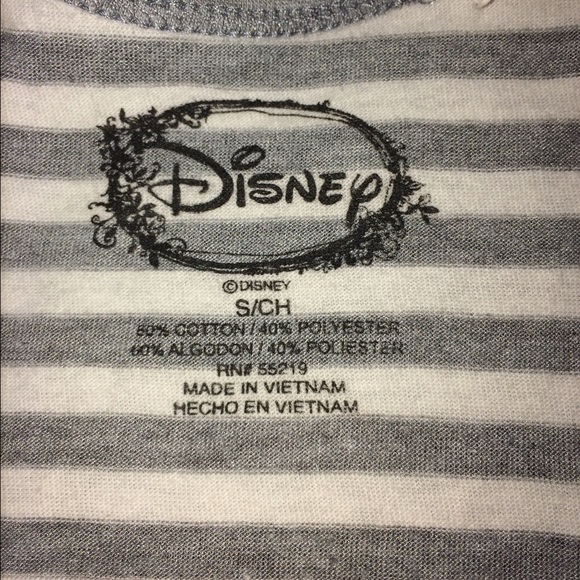 Disney
©DISNEY
S/CH
60% COTTON / 40% POLYESTER
60% ALGODON / 40% POLIESTER
RN# 55219
MADE IN VIETNAM
HECHO EN VIETNAM